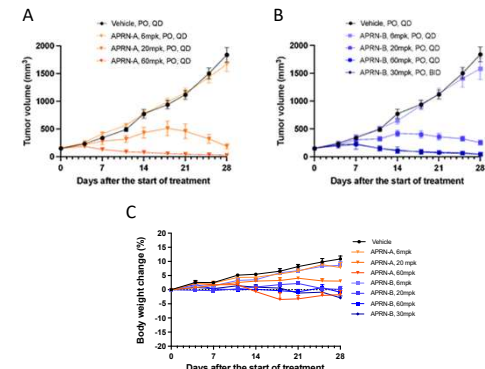 A
Vehicle, PO, QD
APRN-A, 6mpk, PO, QD
APRN-A, 20mpk, PO, QD
APRN-A, 60mpk, PO, QD
Tumor volume (mm³)
2000
1500
1000
500
0
0 7 14 21 28
Days after the start of treatment
B
Vehicle, PO, QD
APRN-B, 6mpk, PO, QD
APRN-B, 20mpk, PO, QD
APRN-B, 60mpk, PO, QD
APRN-B, 30mpk, PO, BID
Tumor volume (mm³)
2000
1500
1000
500
0
0 7 14 21 28
Days after the start of treatment
C
Body weight change (%)
20
15
10
5
0
-5
-10
-15
-20
0 7 14 21 28
Days after the start of treatment
Vehicle
APRN-A, 6mpk
APRN-A, 20 mpk
APRN-A, 60mpk
APRN-B, 6mpk
APRN-B, 20mpk
APRN-B, 60mpk
APRN-B, 30mpk